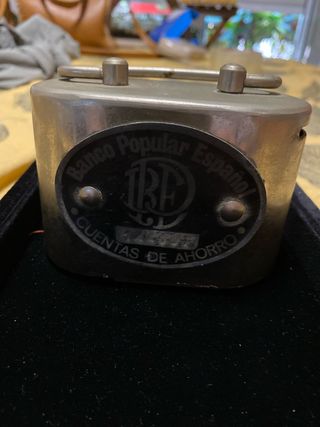 Banco Popular Español
BPE
· CUENTAS DE AHORRO ·